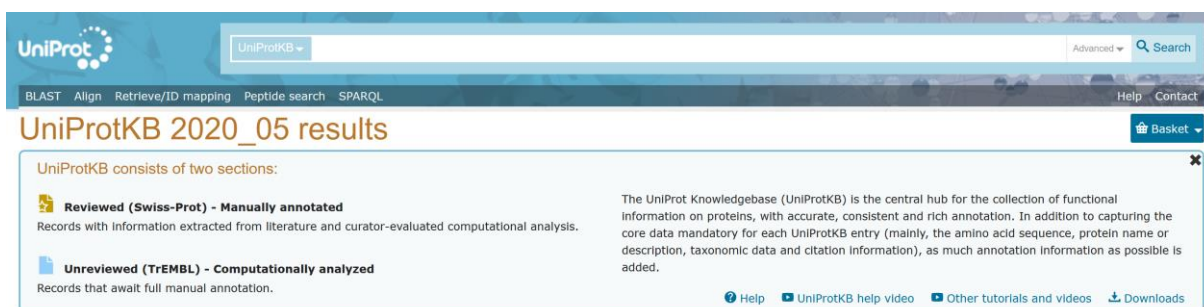 UniProt
UniProtKB
Advanced
Search
BLAST Align Retrieve/ID mapping Peptide search SPARQL
Help Contact
UniProtKB 2020_05 results
Basket
UniProtKB consists of two sections:
Reviewed (Swiss-Prot) - Manually annotated
Records with information extracted from literature and curator-evaluated computational analysis.
Unreviewed (TrEMBL) - Computationally analyzed
Records that await full manual annotation.
The UniProt Knowledgebase (UniProtKB) is the central hub for the collection of functional
information on proteins, with accurate, consistent and rich annotation. In addition to capturing the
core data mandatory for each UniProtKB entry (mainly, the amino acid sequence, protein name or
description, taxonomic data and citation information), as much annotation information as possible is
added.
Help UniProtKB help video Other tutorials and videos Downloads